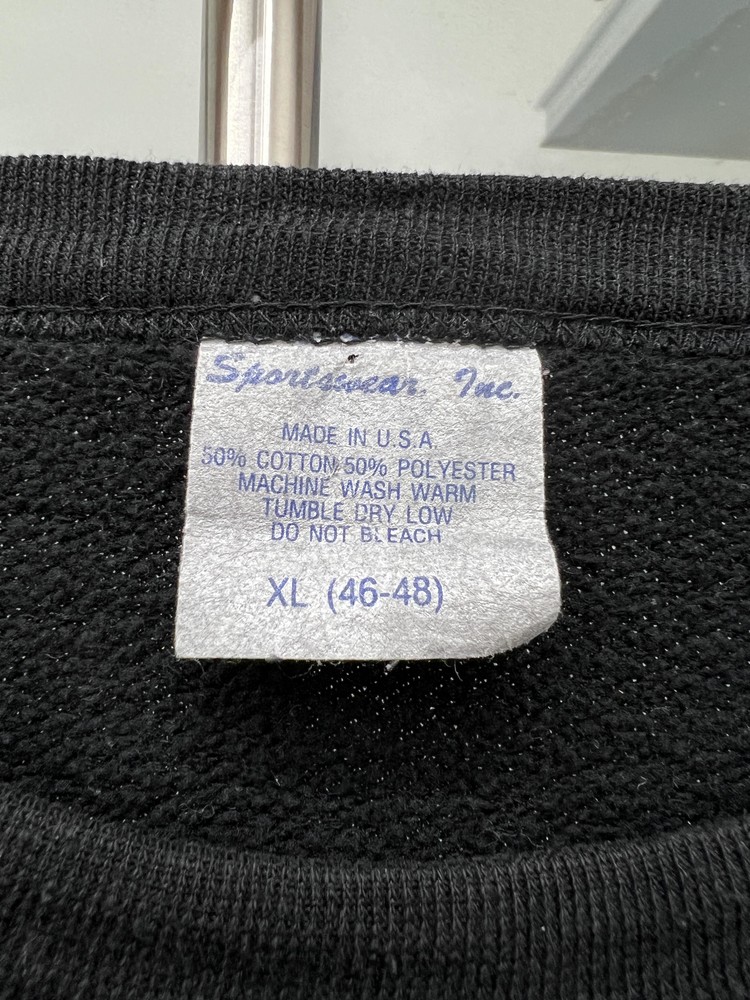 Sportswear, Inc.
MADE IN U.S.A.
50% COTTON/50% POLYESTER
MACHINE WASH WARM
TUMBLE DRY LOW
DO NOT BLEACH
XL (46-48)